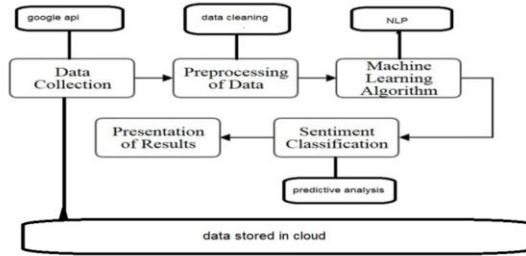 google api
data cleaning
NLP
Data
Collection
Preprocessing
of Data
Machine
Learning
Algorithm
Presentation
of Results
Sentiment
Classification
predictive analysis
data stored in cloud